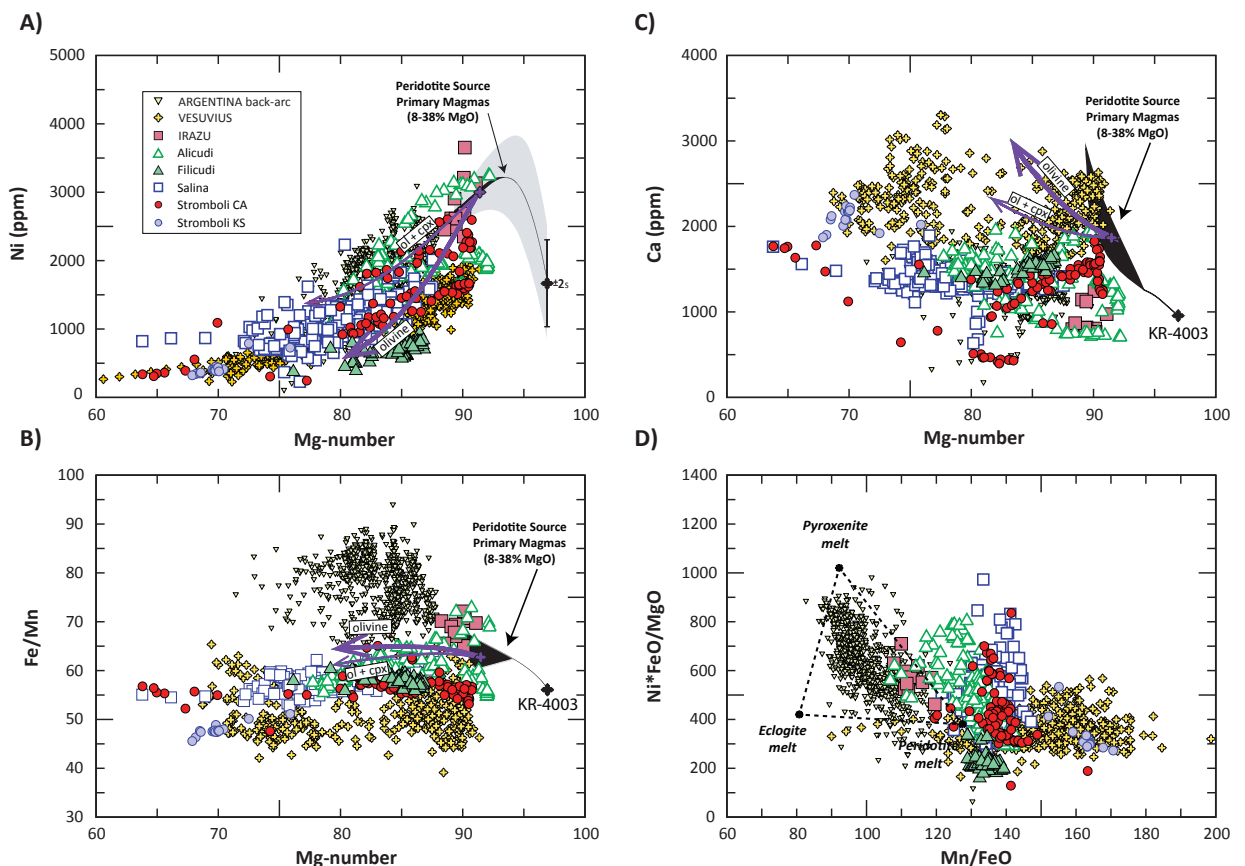 A)
5000
4000
3000
2000
1000
0
Ni (ppm)
60
70
80
90
100
Mg-number
ARGENTINA back-arc
VESUVIUS
IRAZU
Alicudi
Filicudi
Salina
Stromboli CA
Stromboli KS
Peridotite Source
Primary Magmas
(8-38% MgO)
ol + cpx
olivine
±2s
C)
5000
4000
3000
2000
1000
0
Ca (ppm)
60
70
80
90
100
Mg-number
Peridotite Source
Primary Magmas
(8-38% MgO)
olivine
ol + cpx
KR-4003
B)
100
90
80
70
60
50
40
30
Fe/Mn
60
70
80
90
100
Mg-number
Peridotite Source
Primary Magmas
(8-38% MgO)
olivine
ol + cpx
KR-4003
D)
1400
1200
1000
800
600
400
200
0
Ni*FeO/MgO
60
80
100
120
140
160
180
200
Mn/FeO
Pyroxenite
melt
Eclogite
melt
Peridotite
melt